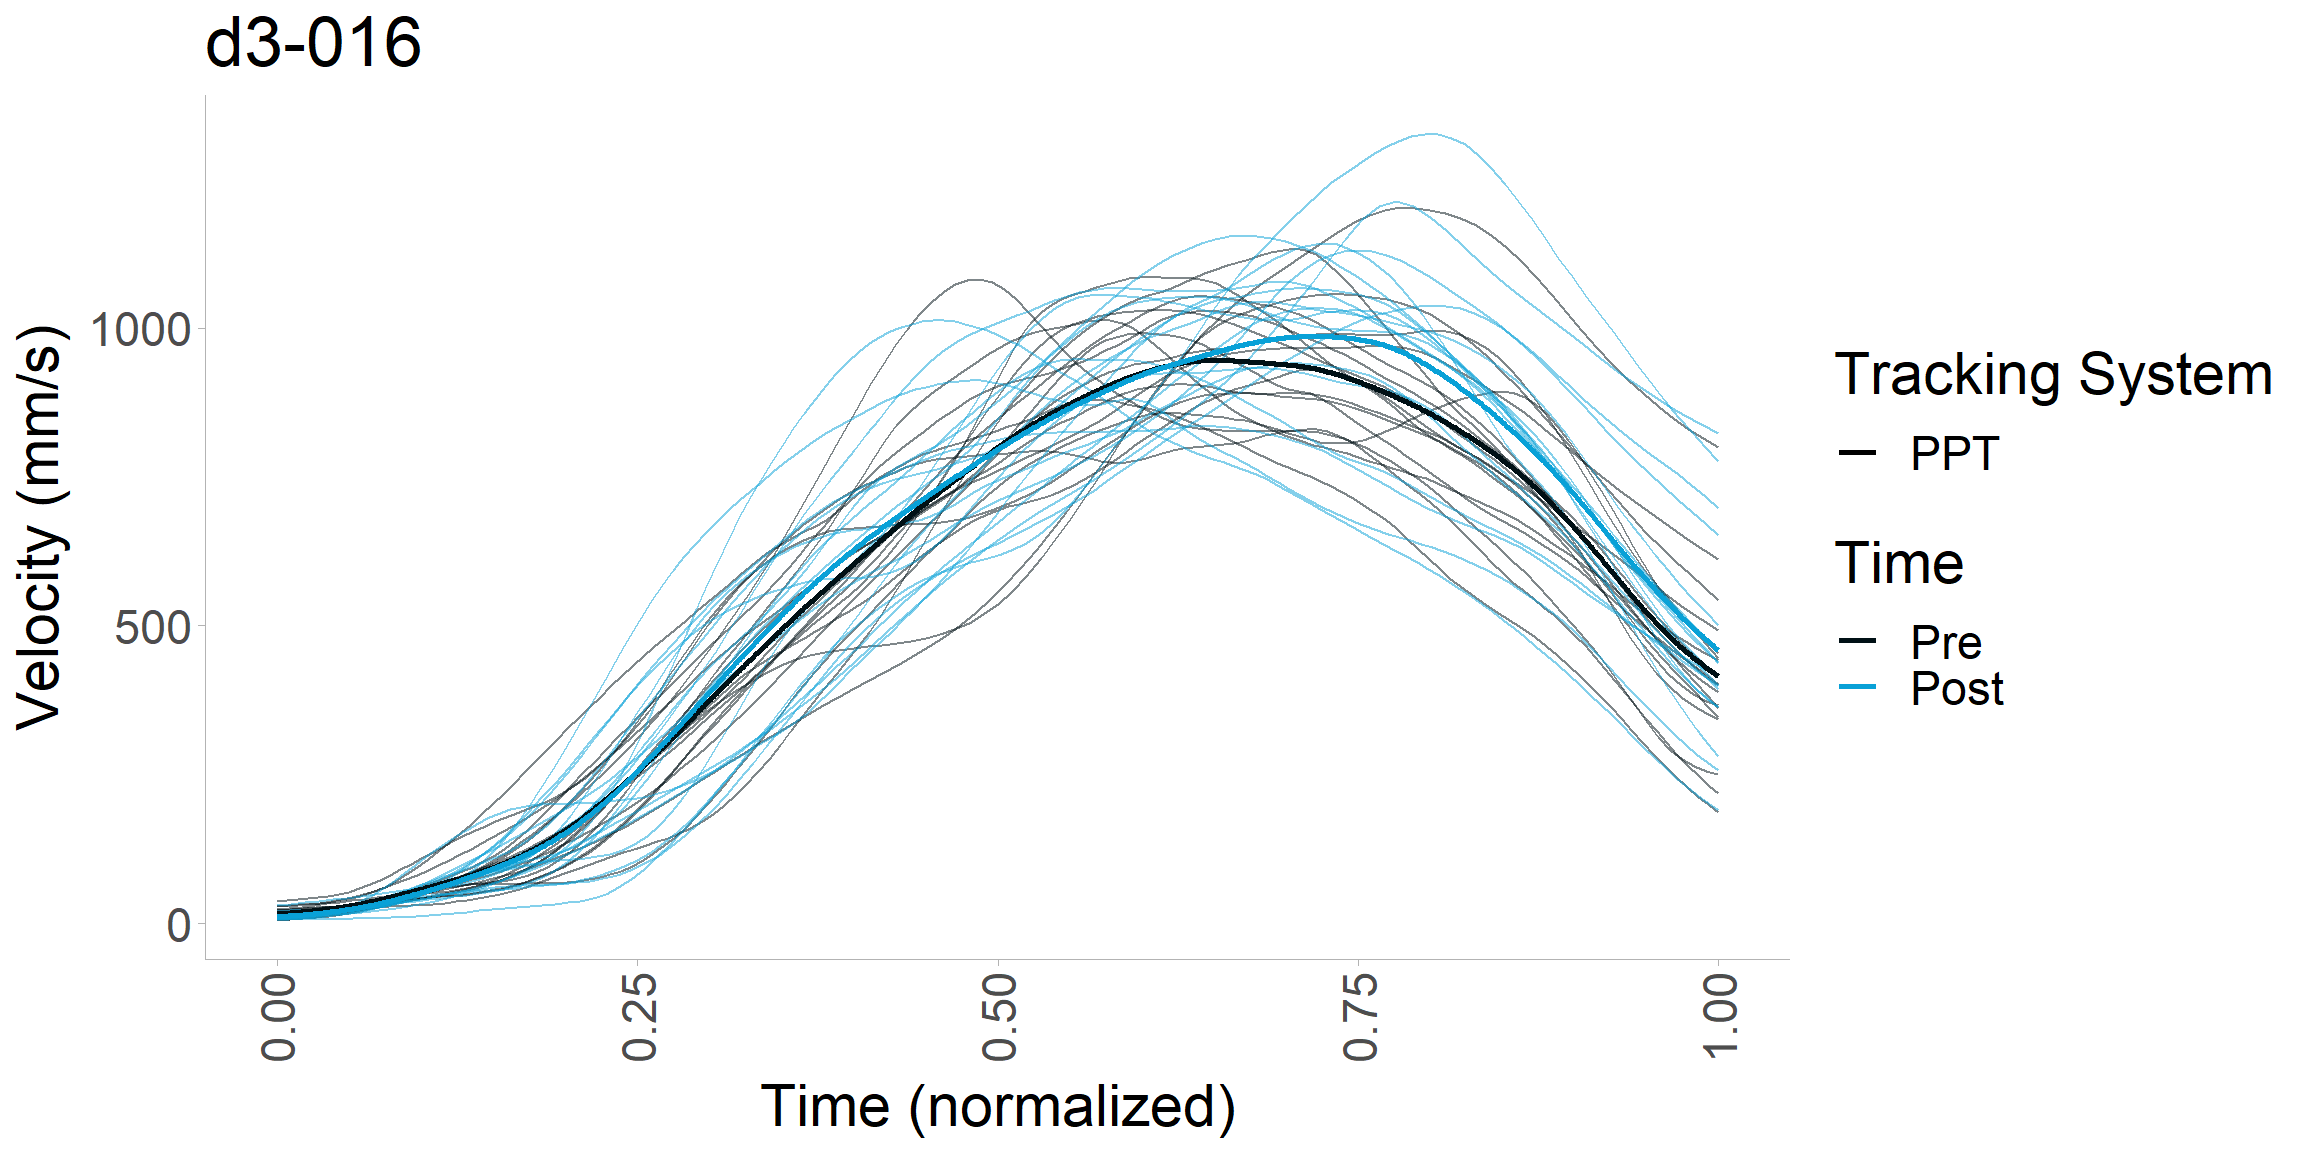 d3-016
Velocity (mm/s)
1000
500
0
0.00
0.25
0.50
0.75
1.00
Time (normalized)
Tracking System
PPT
Time
Pre
Post